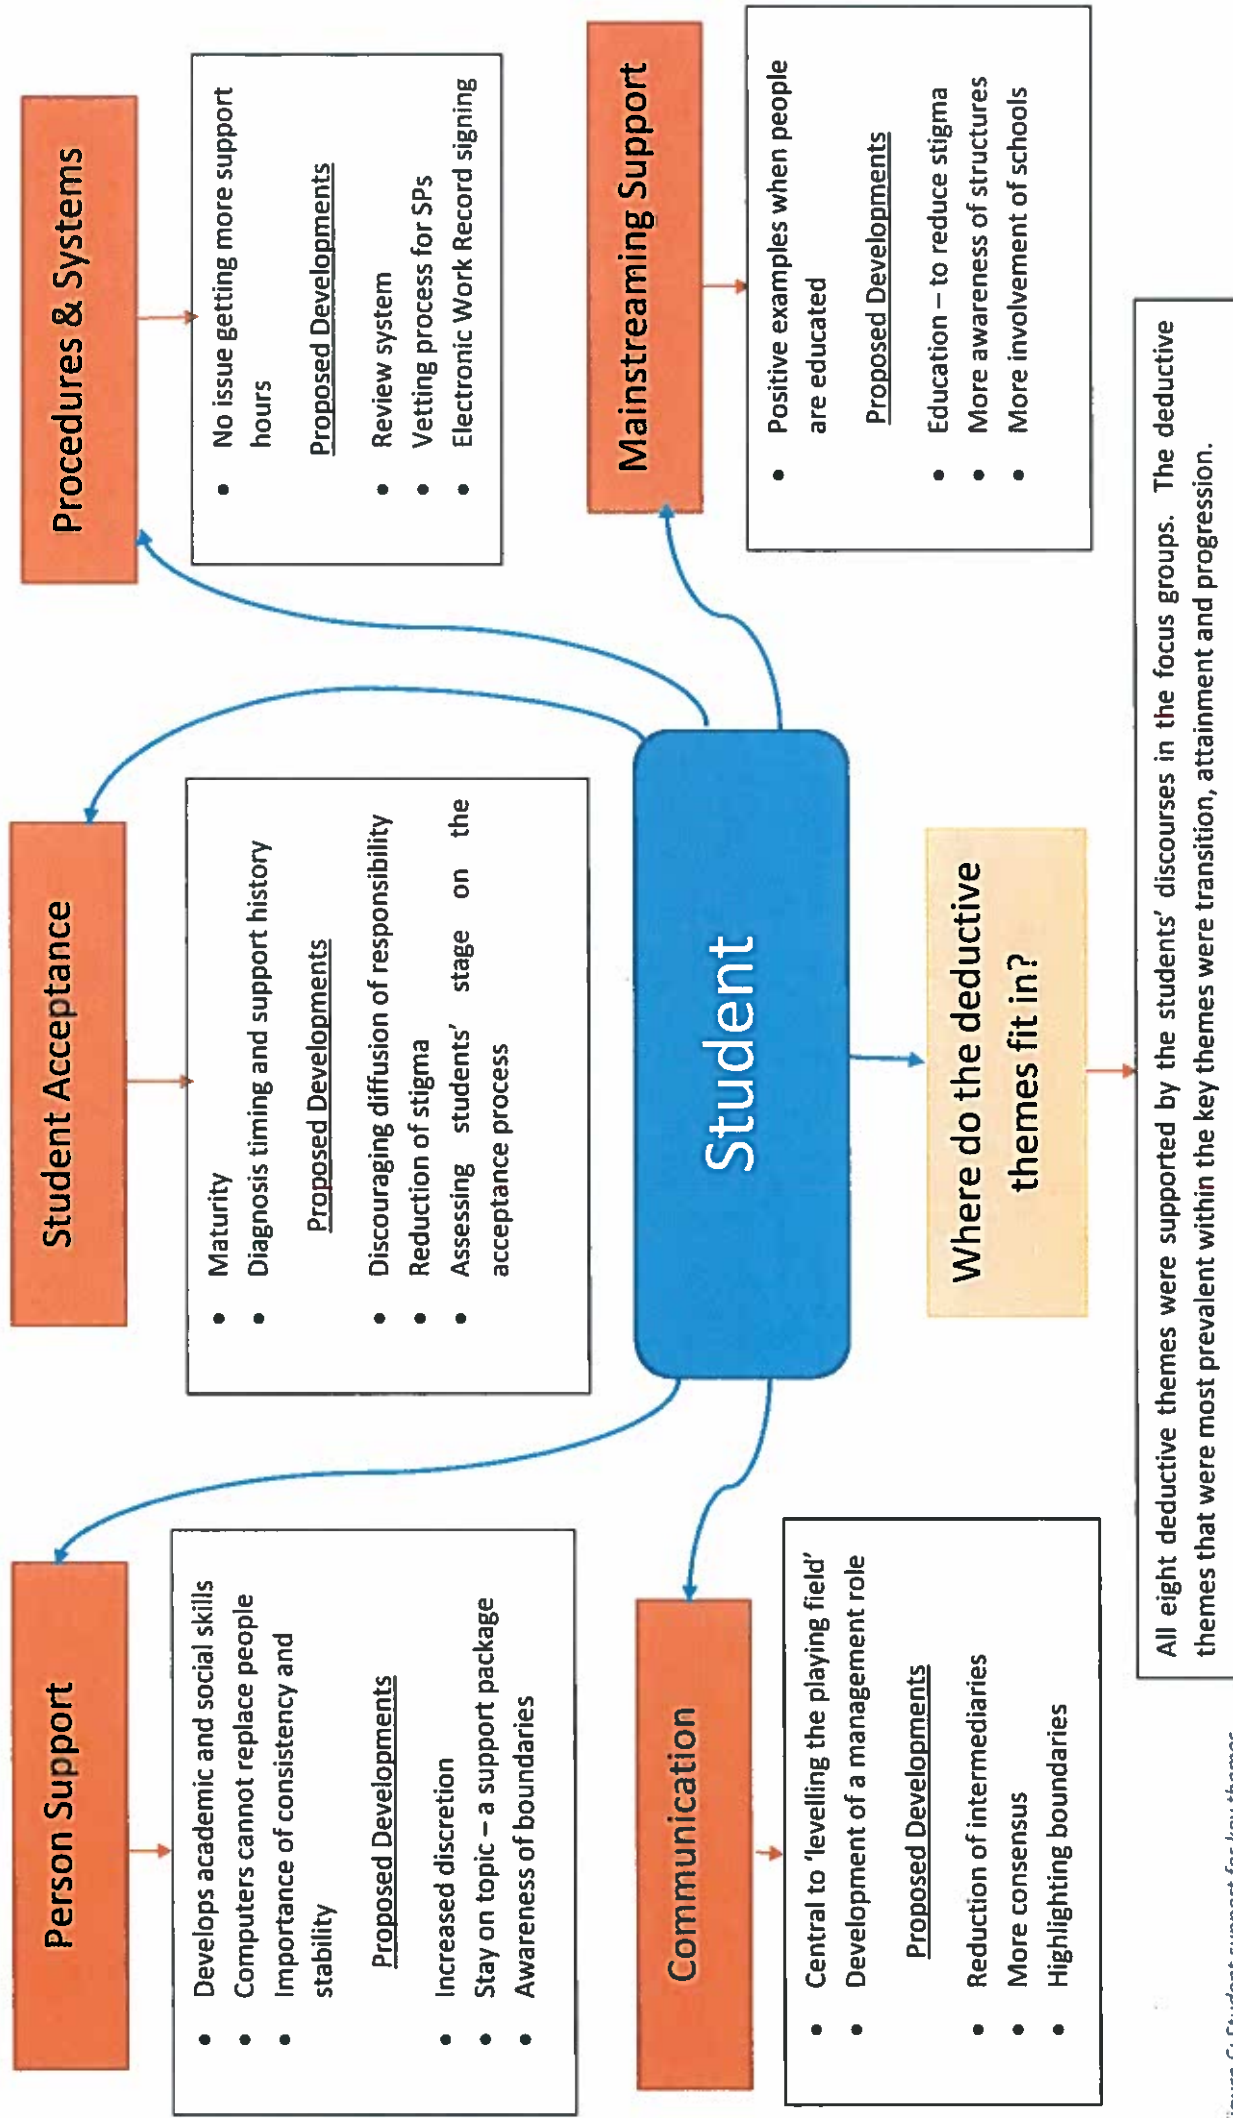 Person Support
• Develops academic and social skills
• Computers cannot replace people
• Importance of consistency and
stability
Proposed Developments
• Increased discretion
• Stay on topic – a support package
• Awareness of boundaries
Student Acceptance
• Maturity
• Diagnosis timing and support history
Proposed Developments
• Discouraging diffusion of responsibility
• Reduction of stigma
• Assessing students' stage on the
acceptance process
Procedures & Systems
• No issue getting more support
hours
Proposed Developments
• Review system
• Vetting process for SPs
• Electronic Work Record signing
Student
Communication
• Central to 'levelling the playing field'
• Development of a management role
Proposed Developments
• Reduction of intermediaries
• More consensus
• Highlighting boundaries
Mainstreaming Support
• Positive examples when people
are educated
Proposed Developments
• Education – to reduce stigma
• More awareness of structures
• More involvement of schools
Where do the deductive
themes fit in?
All eight deductive themes were supported by the students' discourses in the focus groups. The deductive
themes that were most prevalent within the key themes were transition, attainment and progression.
Student support for key themes